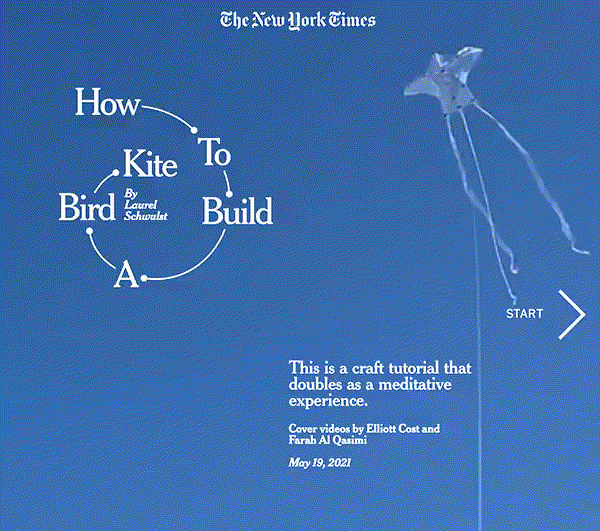 The New York Times
How
To
Build
A
Bird
Kite
By
Laurel
Schwulst
START
This is a craft tutorial that
doubles as a meditative
experience.
Cover videos by Elliott Cost and
Farah Al Qasimi
May 19, 2021